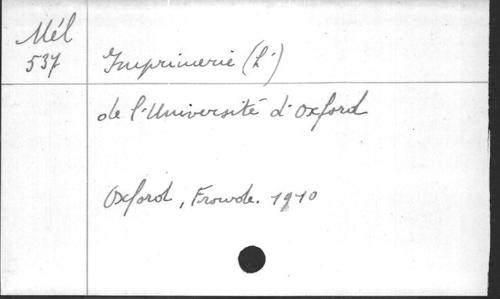 Mél
537
Imprimerie (L')
de l'Université d'Oxford
Oxford, Frowde. 1910